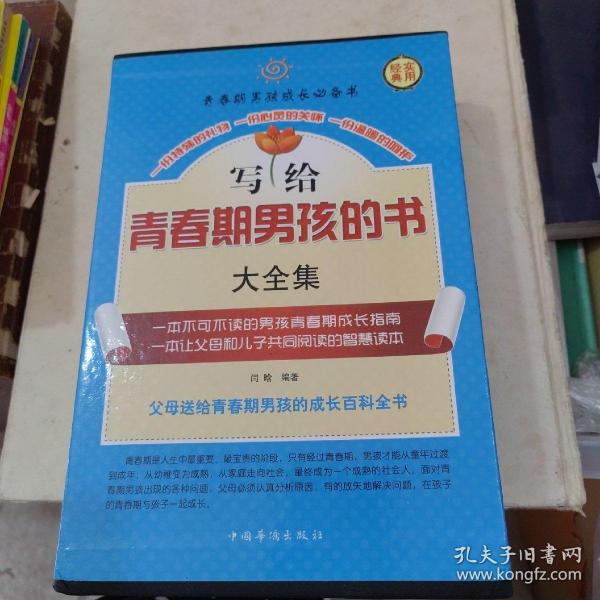 青春期男孩成长必备书
经典
实用
一份特殊的礼物 一份心灵的关怀 一份温暖的呵护
写给
青春期男孩的书
大全集
一本不可不读的男孩青春期成长指南
一本让父母和儿子共同阅读的智慧读本
闫晗 编著
父母送给青春期男孩的成长百科全书
青春期是人生中最重要、最宝贵的阶段，只有经过青春期，男孩才能从童年过渡
到成年，从幼稚变为成熟，从家庭走向社会，最终成为一个成熟的社会人，面对青
春期男孩出现的各种问题，父母必须认真分析原因，有的放矢地解决问题，在孩子
的青春期与孩子一起成长。
中国华侨出版社
孔夫子旧书网
www.kongfz.com